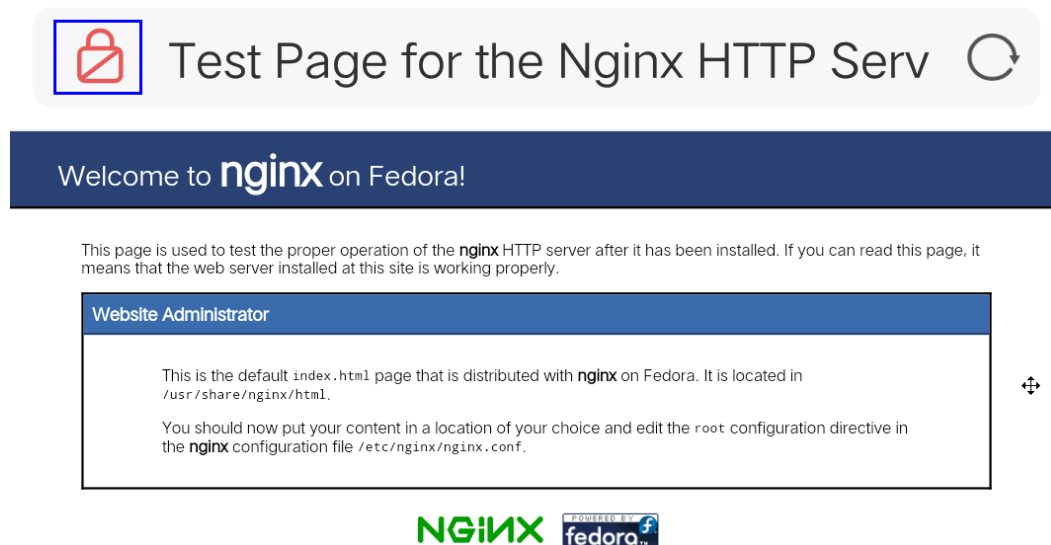 Test Page for the Nginx HTTP Serv
Welcome to nginx on Fedora!
This page is used to test the proper operation of the nginx HTTP server after it has been installed. If you can read this page, it
means that the web server installed at this site is working properly.
Website Administrator
This is the default index.html page that is distributed with nginx on Fedora. It is located in
/usr/share/nginx/html.
You should now put your content in a location of your choice and edit the root configuration directive in
the nginx configuration file /etc/nginx/nginx.conf.
NGINX
POWERED BY
fedora™